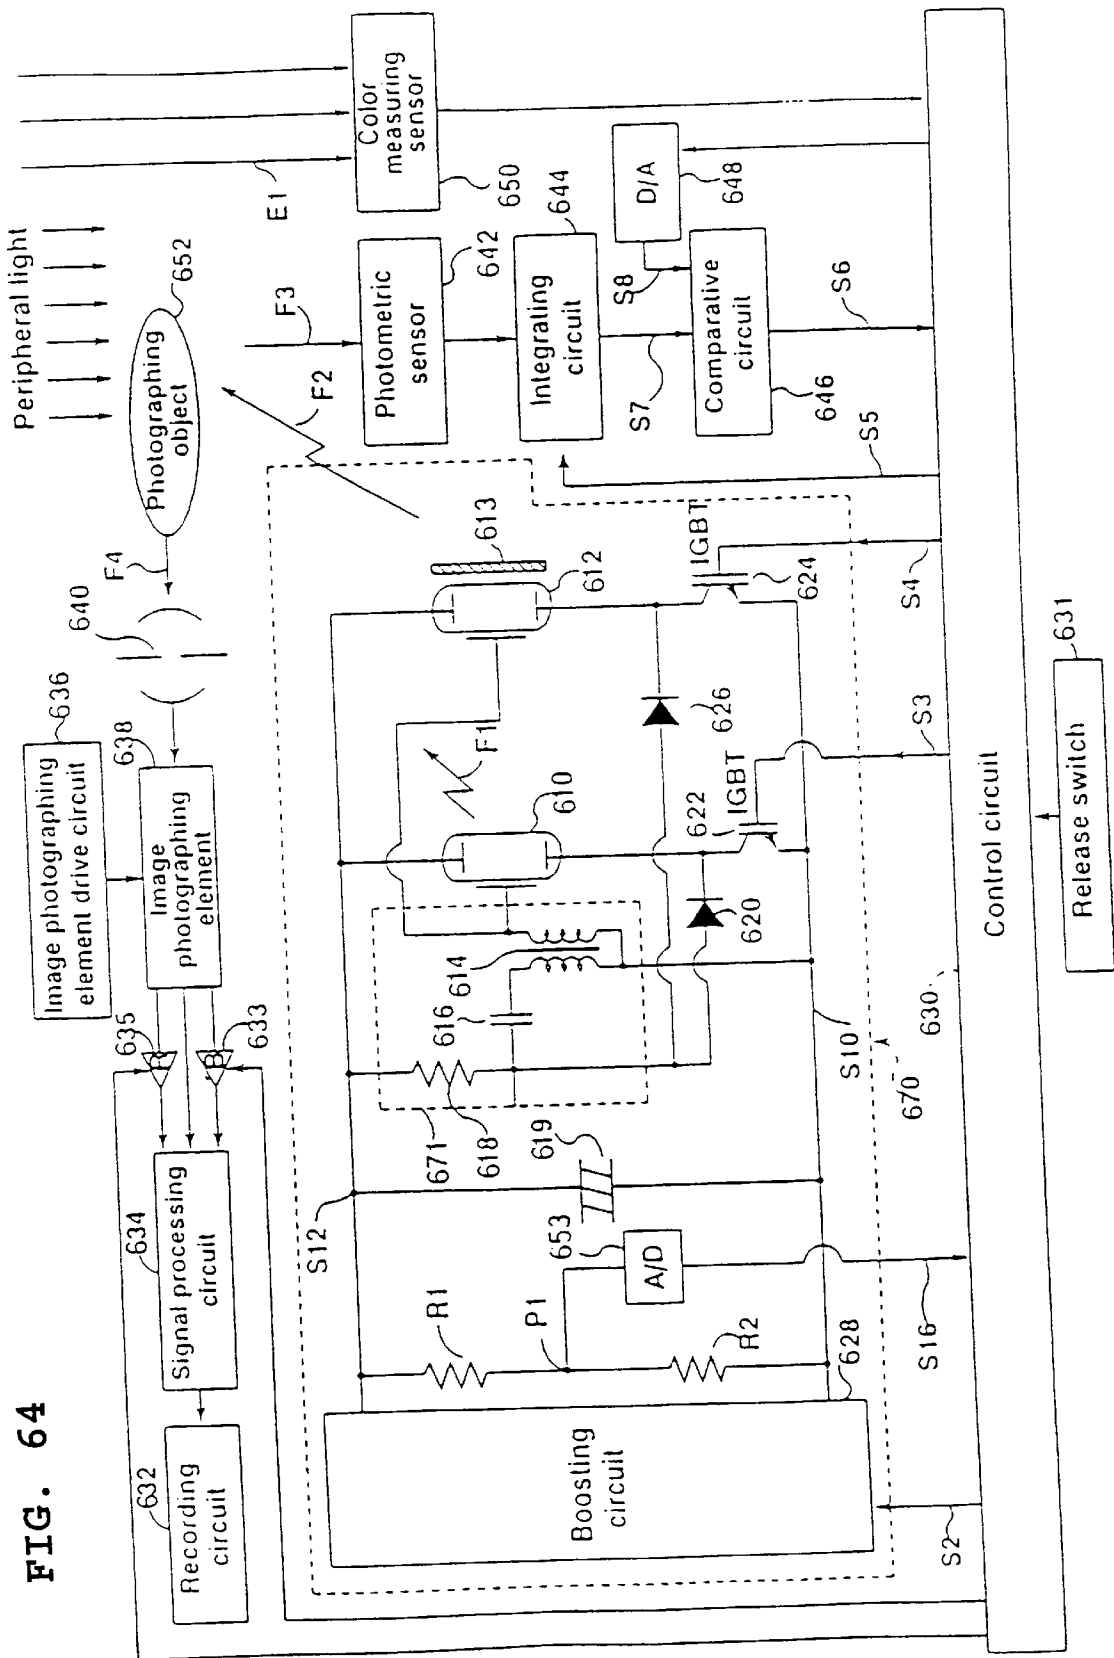 FIG. 64
Peripheral light
E1
Color
measuring
sensor
650
652
Photographing
object
F4
F3
F2
640
636
Image photographing
element drive circuit
638
Image
photographing
element
635
633
R
B
634
Signal processing
circuit
632
Recording
circuit
642
Photometric
sensor
644
Integrating
circuit
D/A
648
S8
S7
Comparative
circuit
646
S6
S5
613
612
IGBT
624
S4
626
F1
610
IGBT
622
S3
620
614
616
618
671
619
S12
653
A/D
R1
P1
R2
628
Boosting
circuit
S10
670
630
S16
S2
Control circuit
631
Release switch